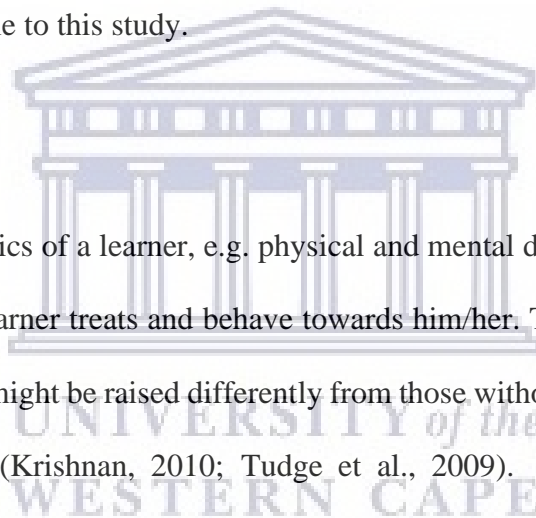 e to this study.
ics of a learner, e.g. physical and mental d
arner treats and behave towards him/her. T
might be raised differently from those witho
UNIVERSITY of the
(Krishnan, 2010; Tudge et al., 2009).
WESTERN CAPE